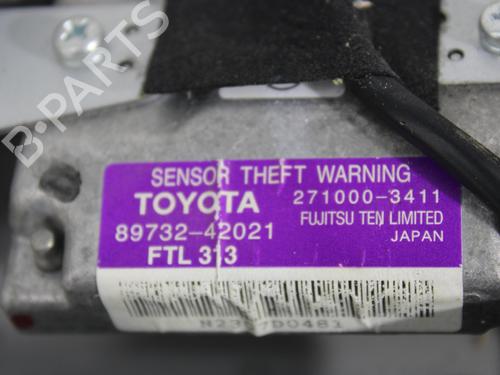 B-PARTS
SENSOR THEFT WARNING
TOYOTA 271000-3411
89732-42021 FUJITSU TEN LIMITED
FTL 313 JAPAN